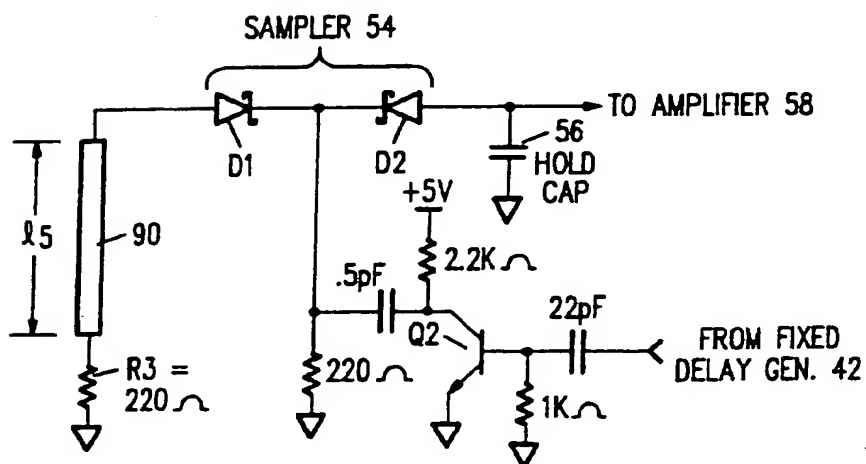 SAMPLER 54
D1
D2
TO AMPLIFIER 58
56
HOLD
CAP
+5V
ℓ5
90
2.2K Ω
.5pF
22pF
Q2
FROM FIXED
DELAY GEN. 42
R3 =
220 Ω
220 Ω
1K Ω